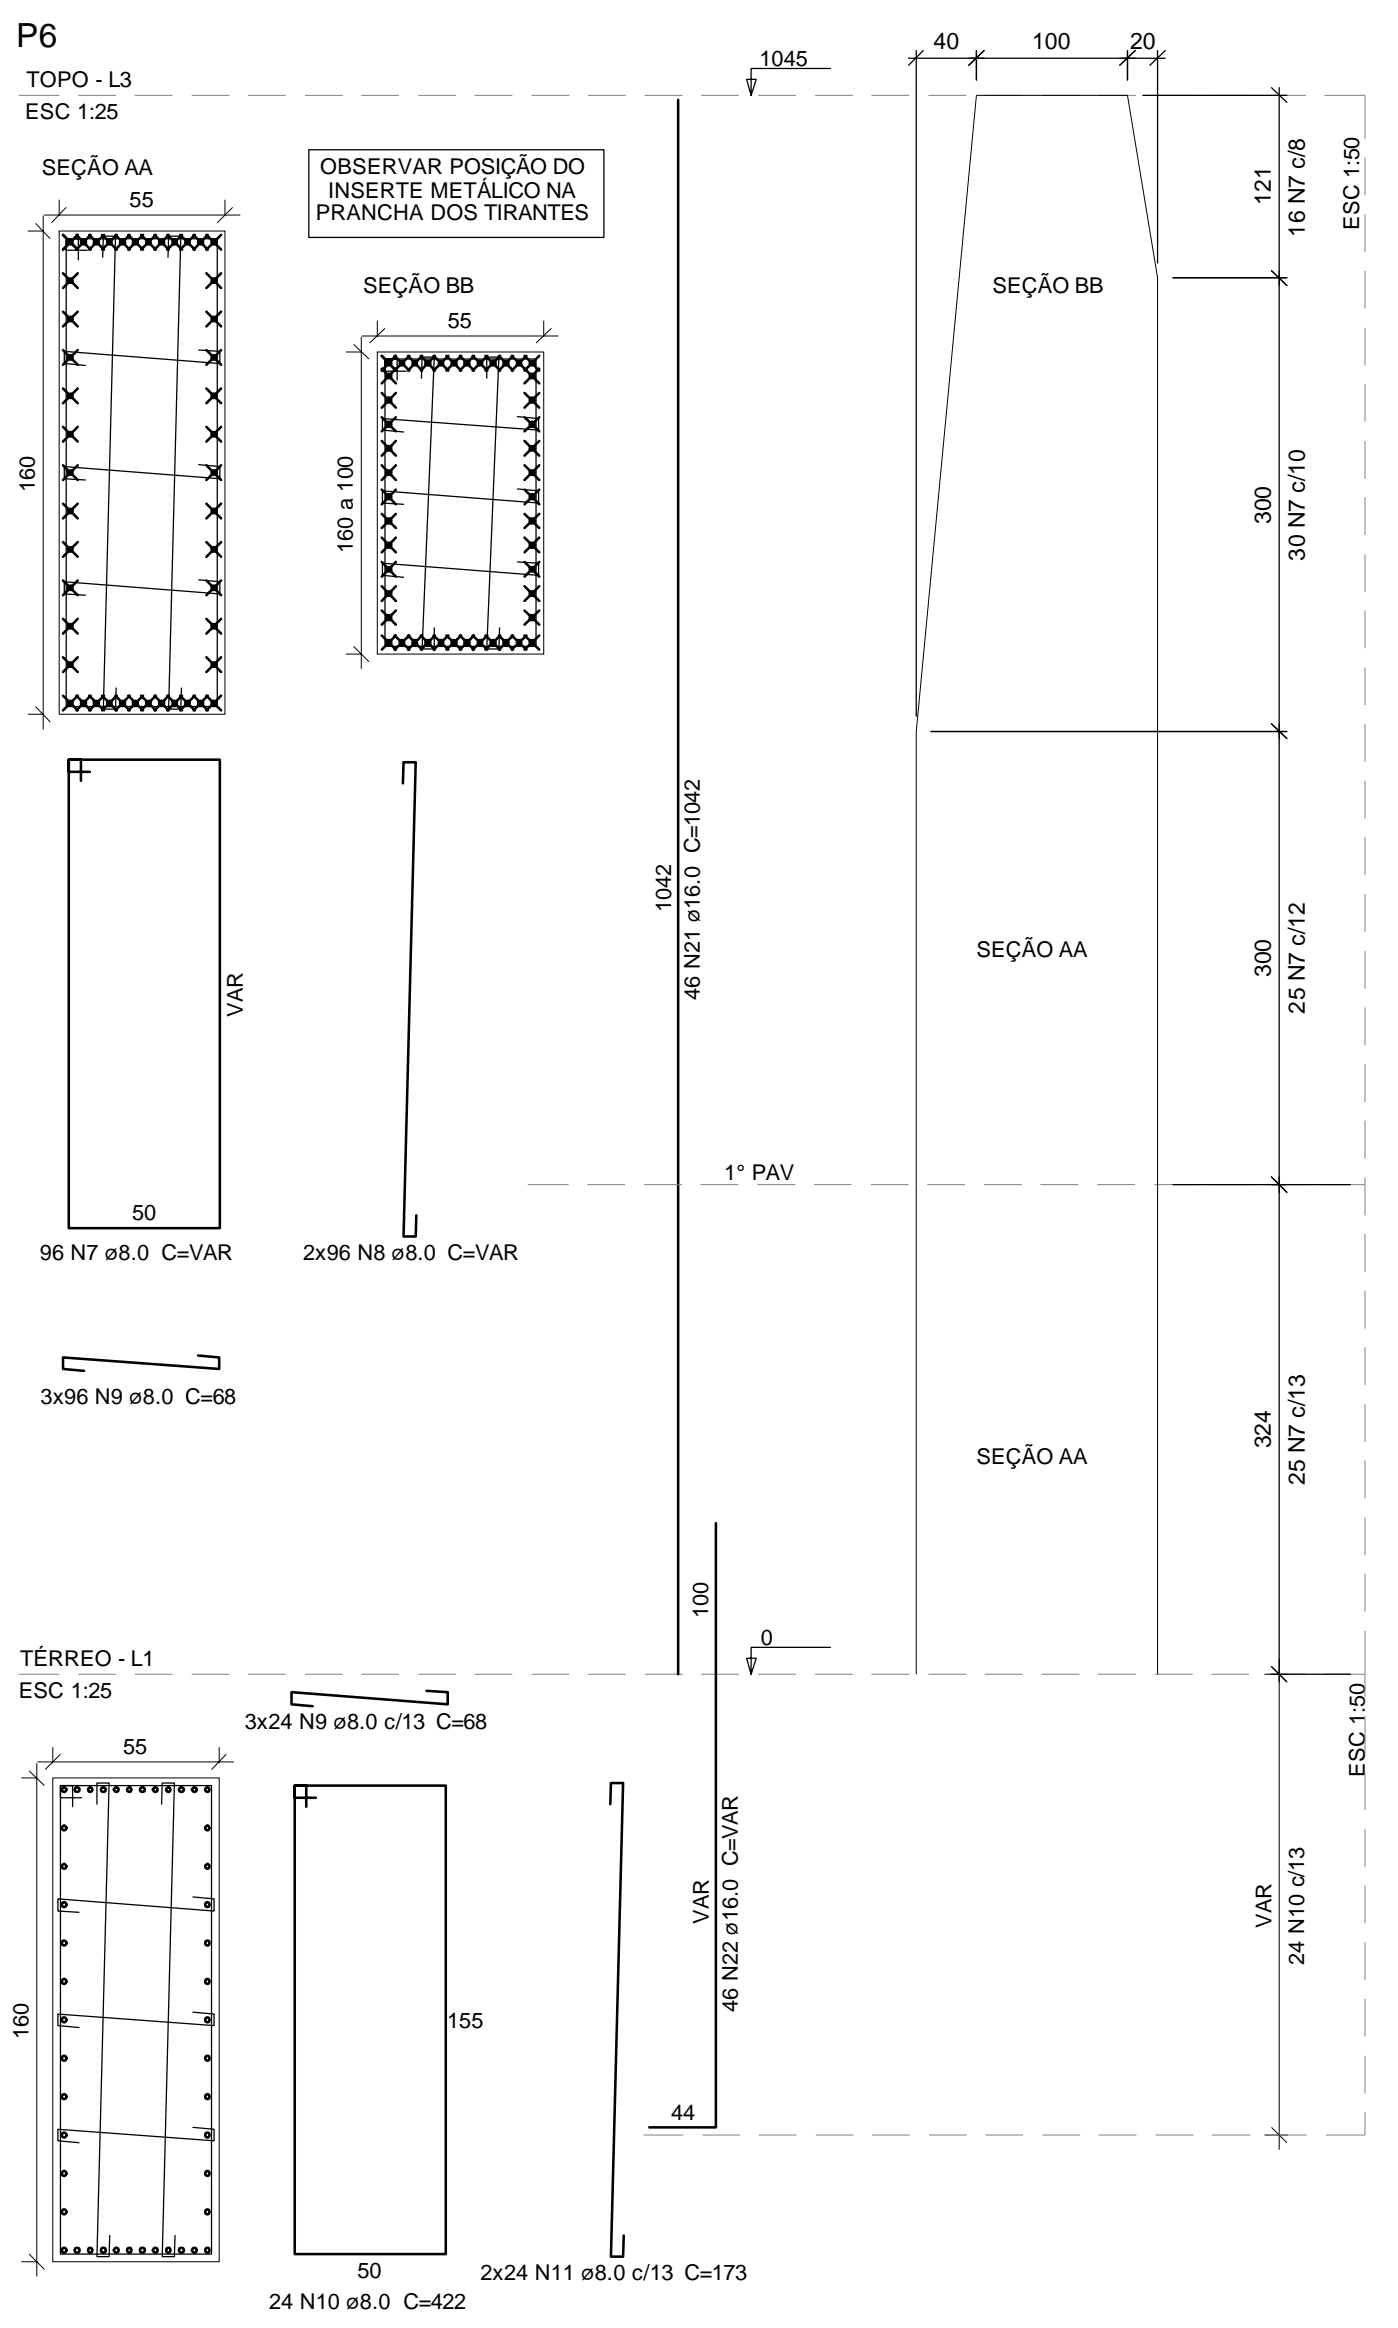 P6
TOPO - L3
ESC 1:25
1045
40
100
20
SEÇÃO AA
55
160
OBSERVAR POSIÇÃO DO
INSERTE METÁLICO NA
PRANCHA DOS TIRANTES
SEÇÃO BB
55
160 a 100
SEÇÃO BB
121
16 N7 c/8
ESC 1:50
300
30 N7 c/10
VAR
50
96 N7 ø8.0 C=VAR
2x96 N8 ø8.0 C=VAR
1042
46 N21 ø16.0 C=1042
SEÇÃO AA
300
25 N7 c/12
1° PAV
3x96 N9 ø8.0 C=68
SEÇÃO AA
324
25 N7 c/13
100
TÉRREO - L1
ESC 1:25
0
3x24 N9 ø8.0 c/13 C=68
55
160
155
50
24 N10 ø8.0 C=422
2x24 N11 ø8.0 c/13 C=173
VAR
46 N22 ø16.0 C=VAR
44
VAR
24 N10 c/13
ESC 1:50